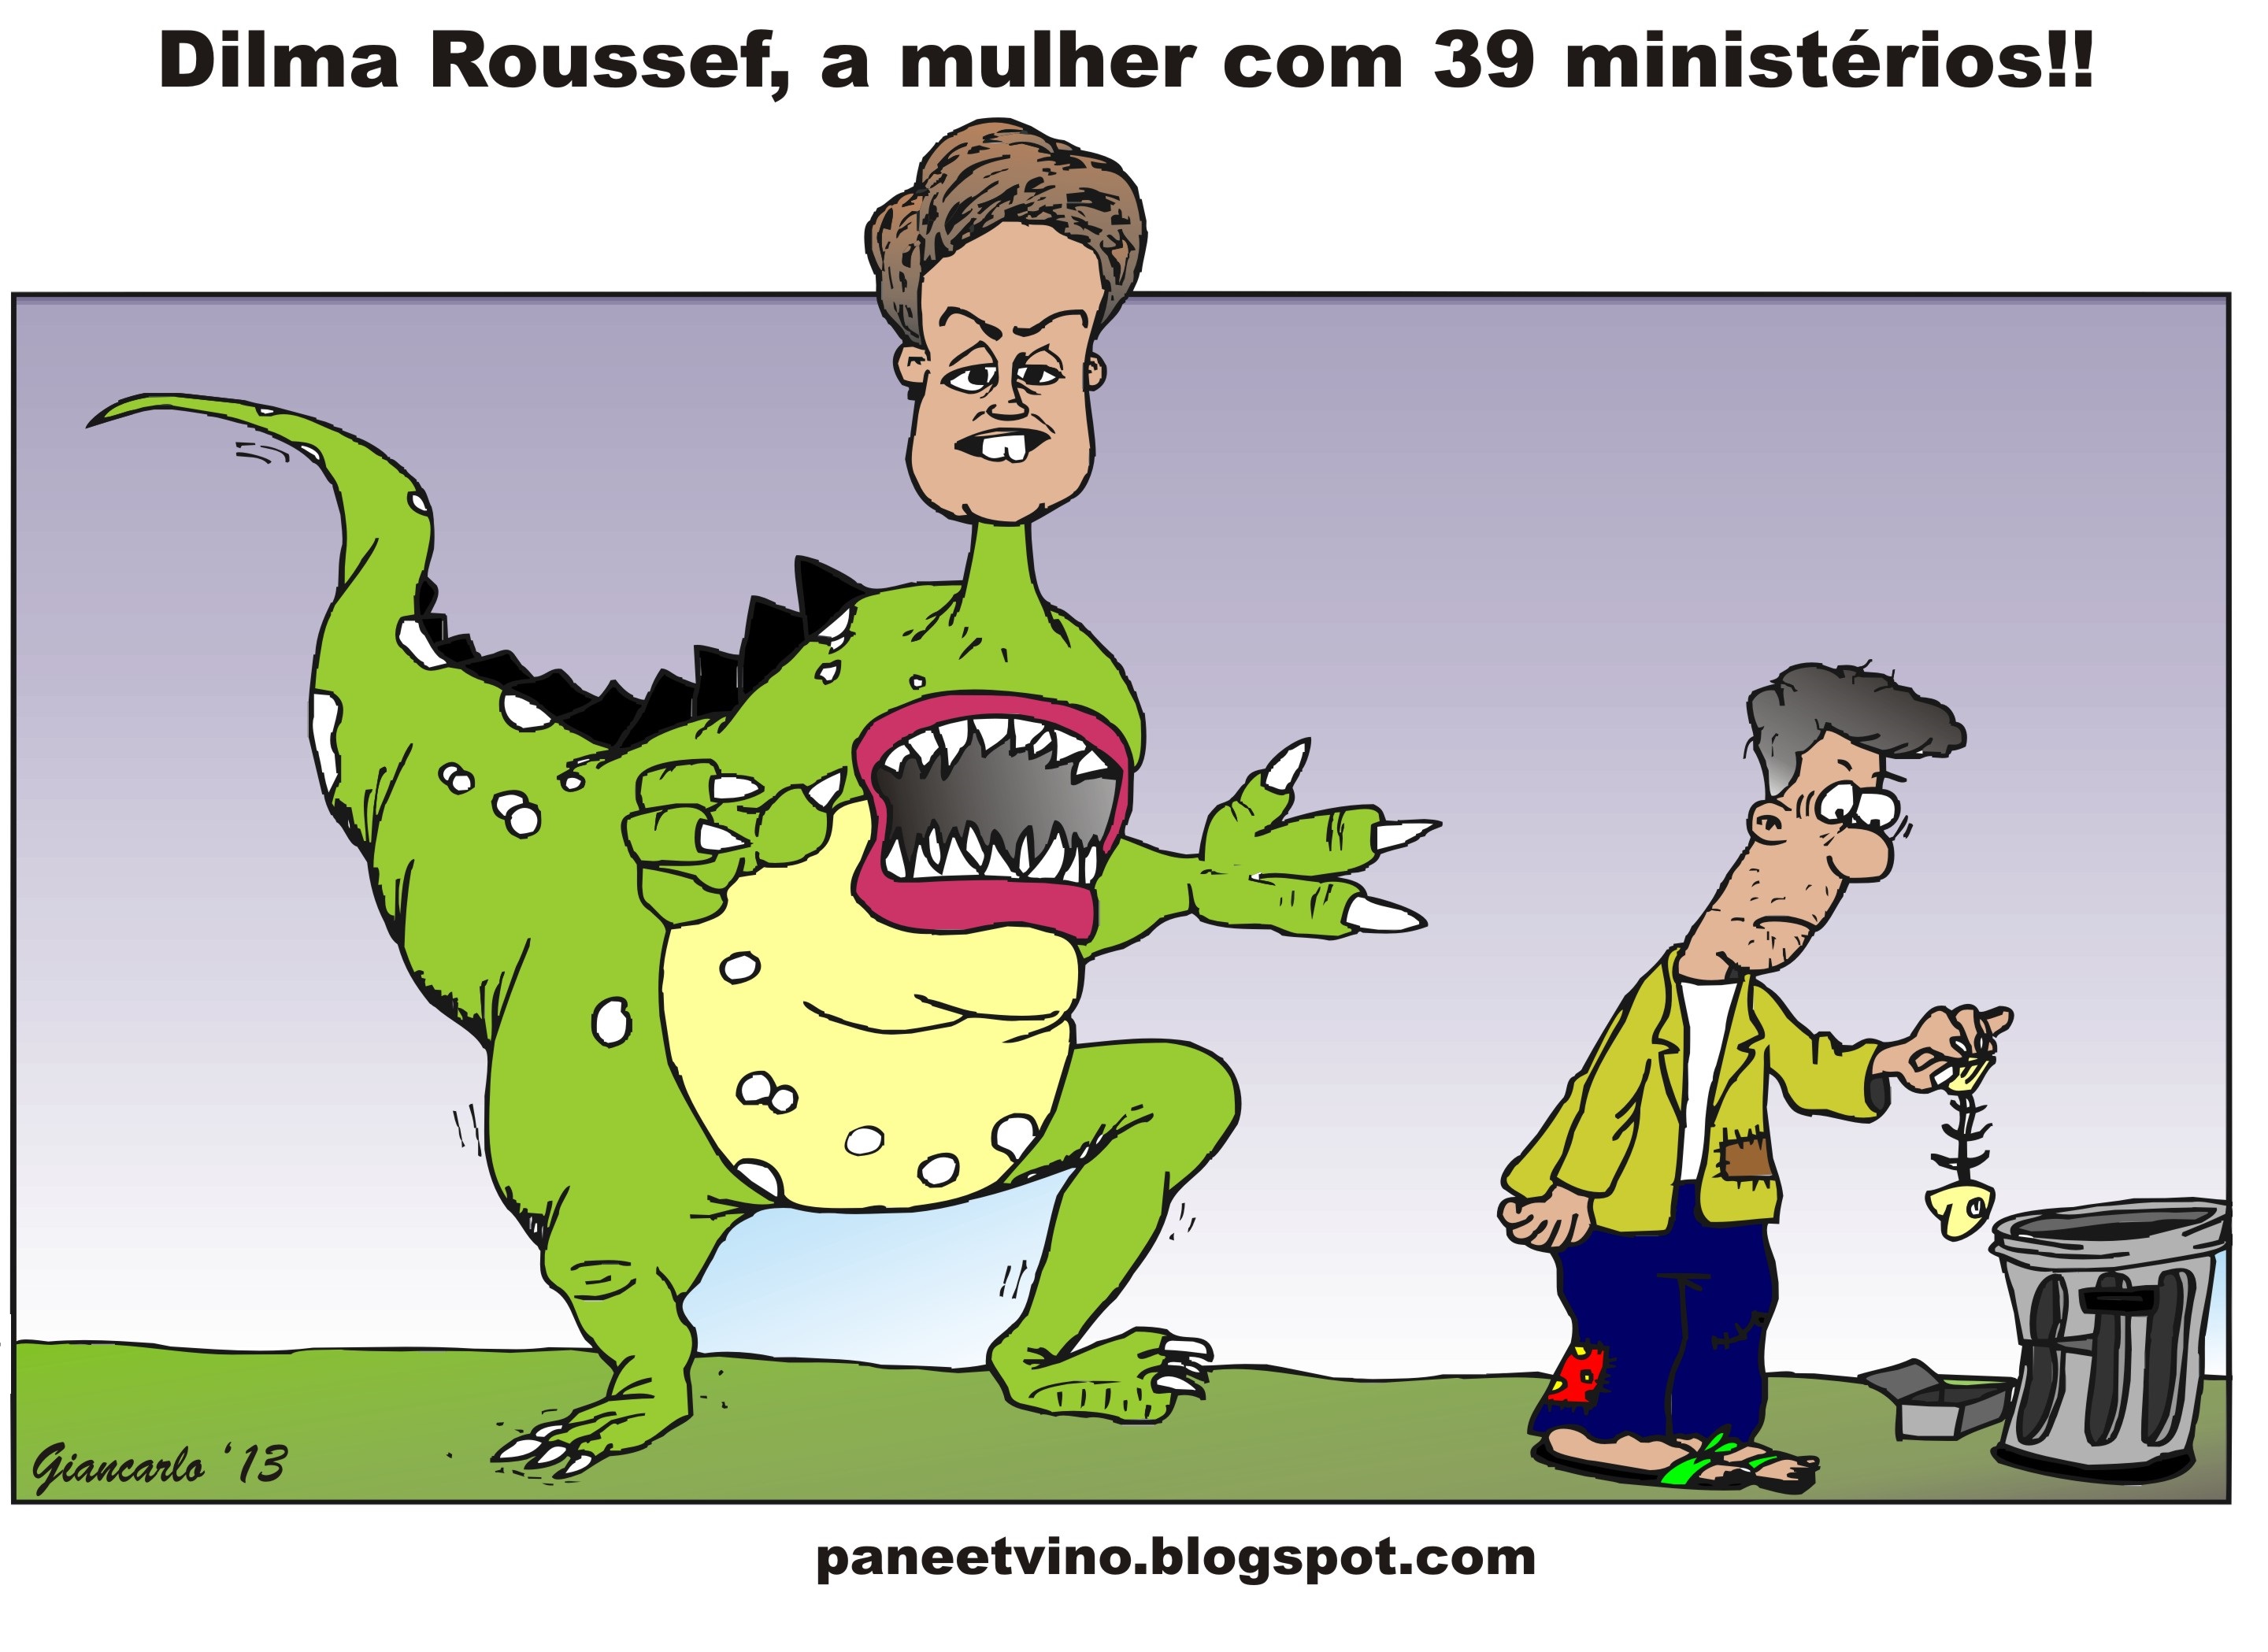 Dilma Roussef, a mulher com 39 ministérios!!
Giancarlo '13
paneetvino.blogspot.com